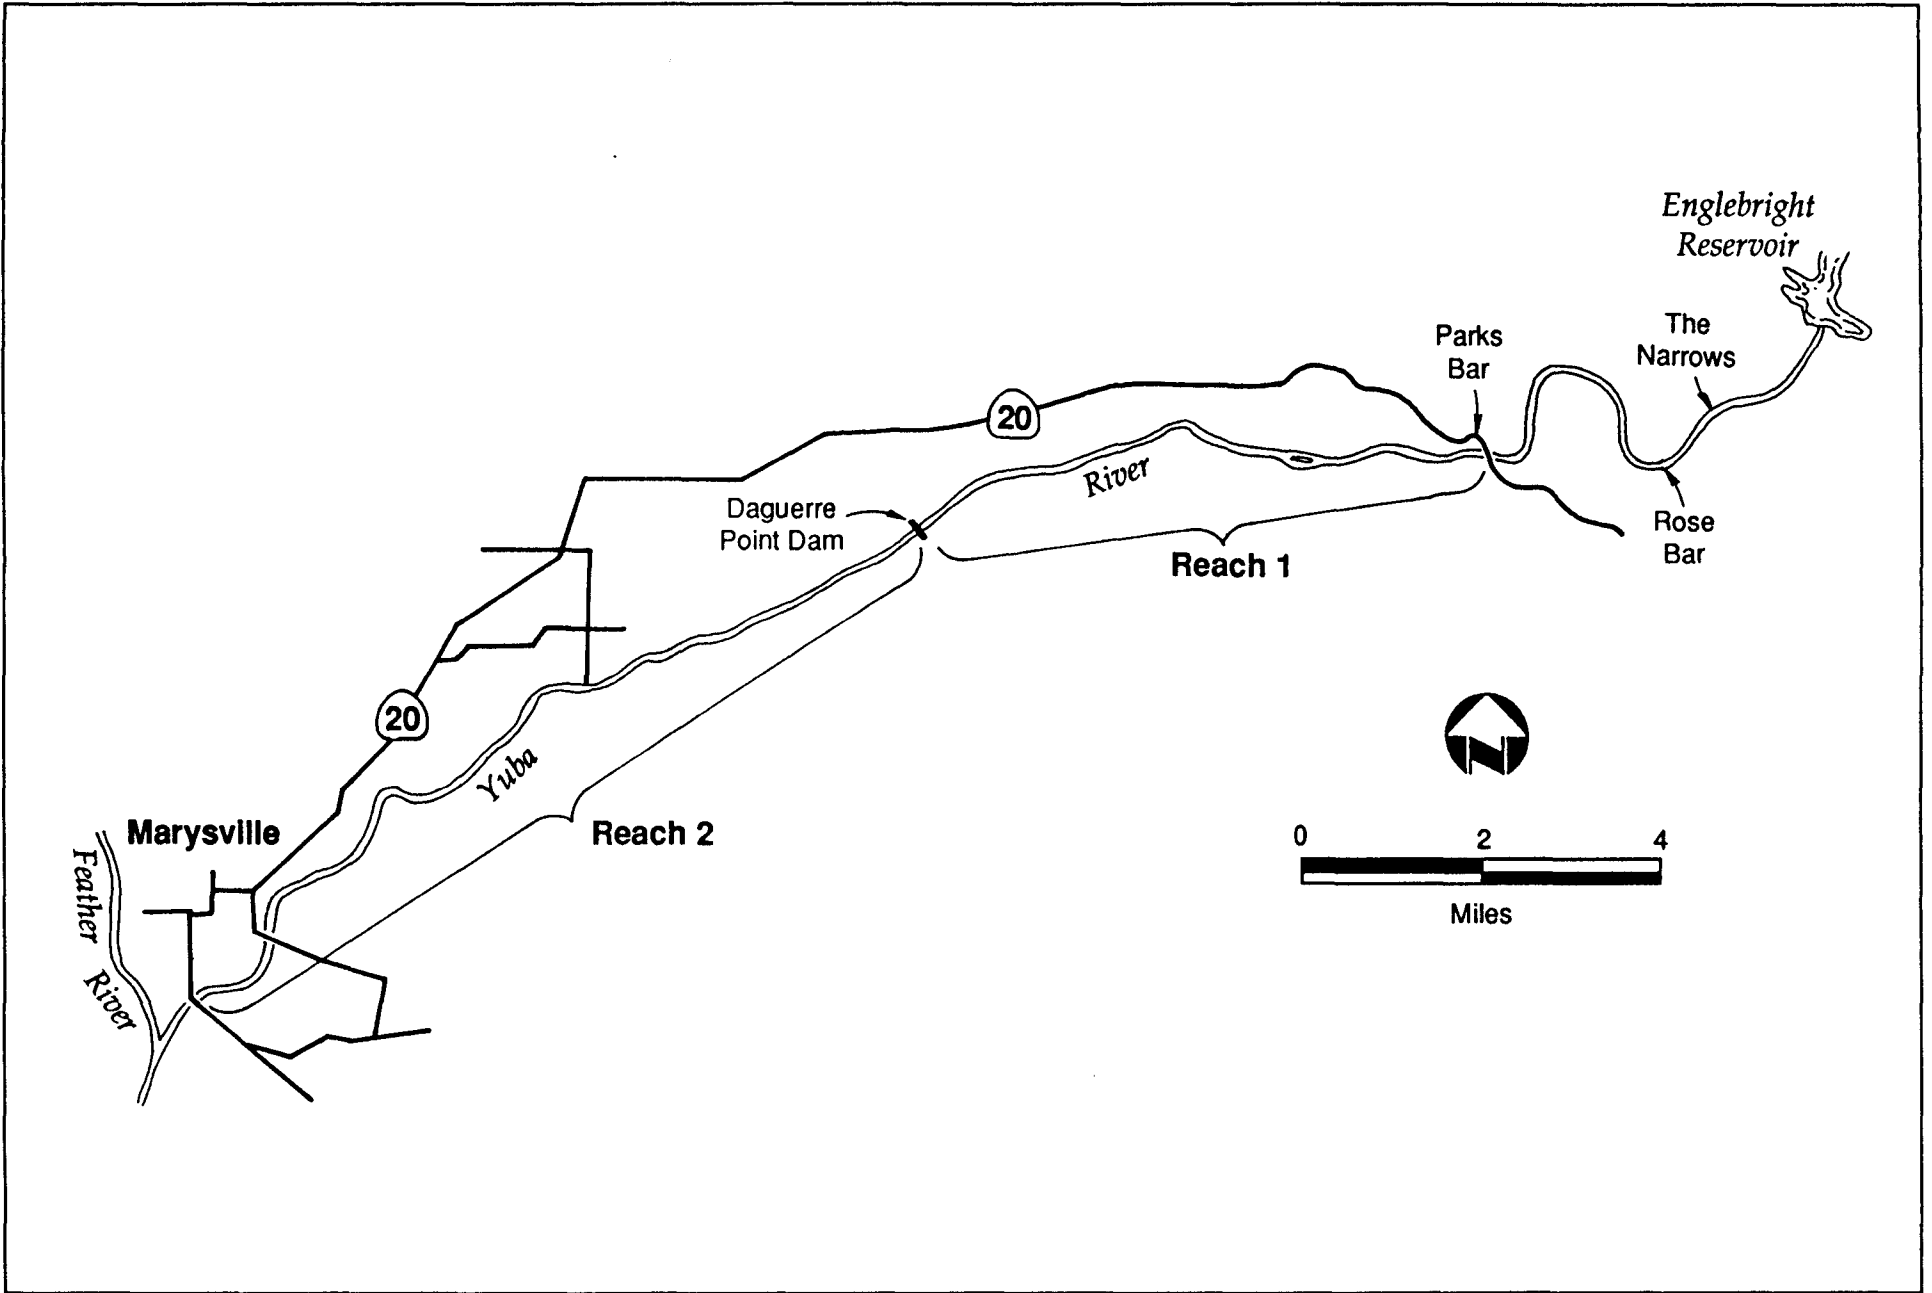 Englebright
Reservoir
The
Narrows
Parks
Bar
20
River
Daguerre
Point Dam
Rose
Bar
Reach 1
20
Yuba
Marysville
Reach 2
Feather
River
N
0 2 4
Miles